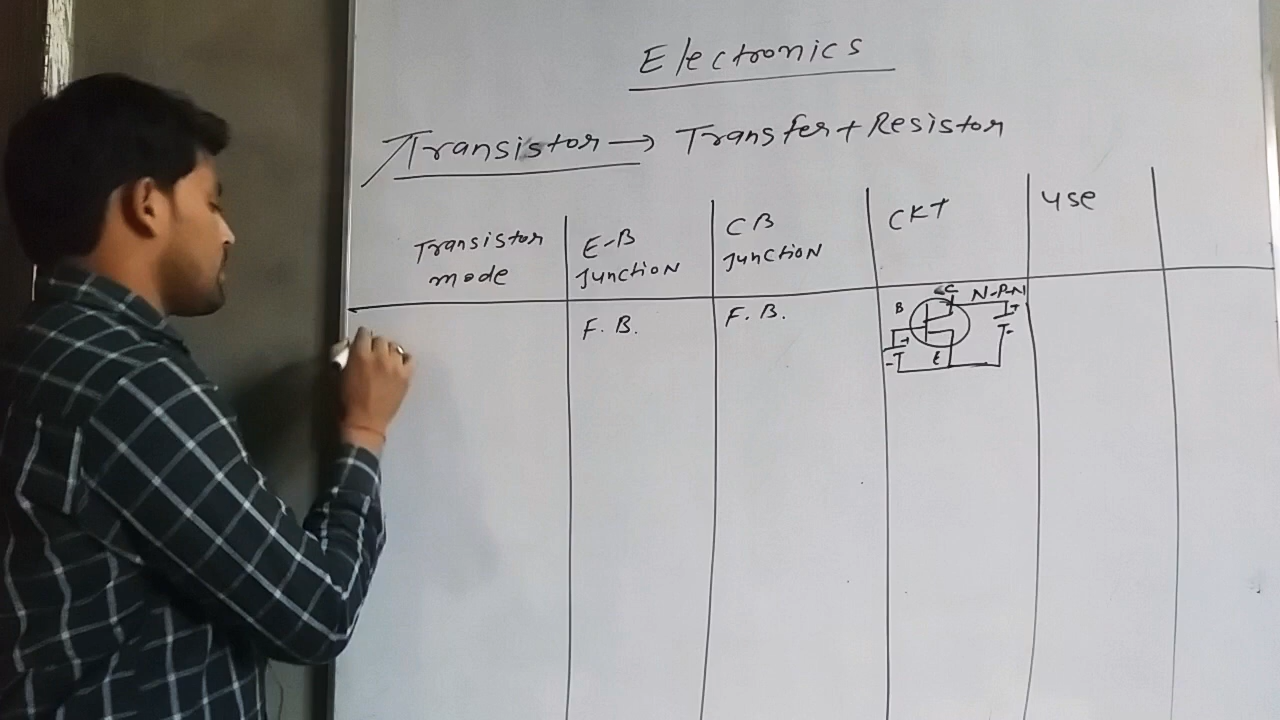 Electronics
Transistor → Transfer + Resistor
Transistor mode
E-B Junction
CB Junction
CKT
Use
F. B.
F. B.
C N-P-N
B
+
+
-
-
E